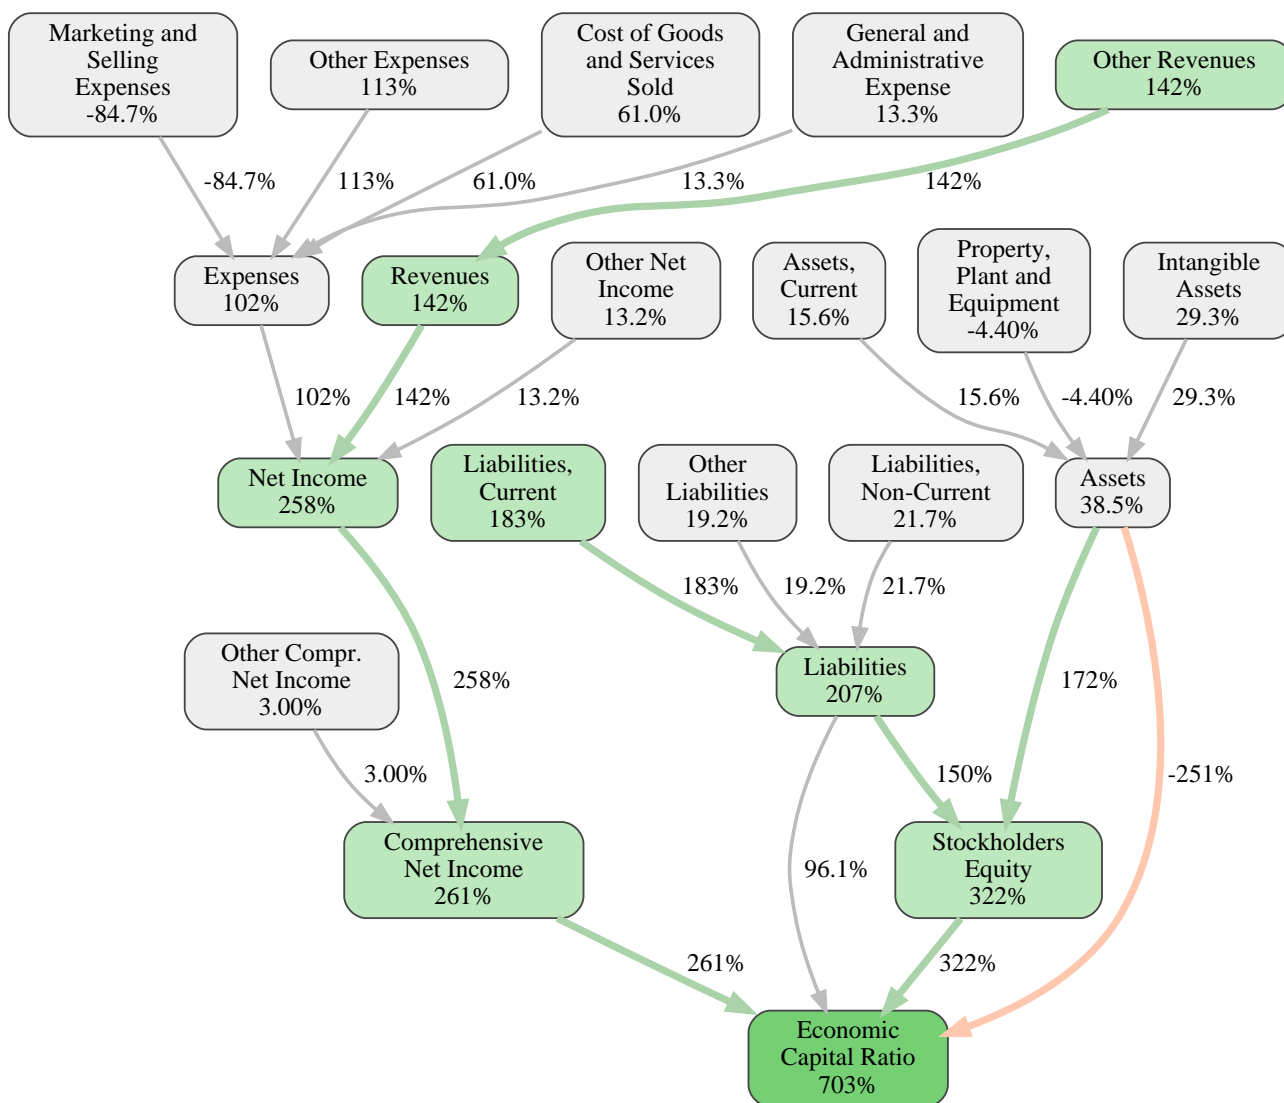 Marketing and
Selling
Expenses
-84.7%
Other Expenses
113%
Cost of Goods
and Services
Sold
61.0%
General and
Administrative
Expense
13.3%
Other Revenues
142%
-84.7%
113%
61.0%
13.3%
142%
Expenses
102%
Revenues
142%
Other Net
Income
13.2%
Assets,
Current
15.6%
Property,
Plant and
Equipment
-4.40%
Intangible
Assets
29.3%
102%
142%
13.2%
15.6%
-4.40%
29.3%
Net Income
258%
Liabilities,
Current
183%
Other
Liabilities
19.2%
Liabilities,
Non-Current
21.7%
Assets
38.5%
183%
19.2%
21.7%
Other Compr.
Net Income
3.00%
258%
Liabilities
207%
172%
3.00%
150%
-251%
Comprehensive
Net Income
261%
96.1%
Stockholders
Equity
322%
261%
322%
Economic
Capital Ratio
703%